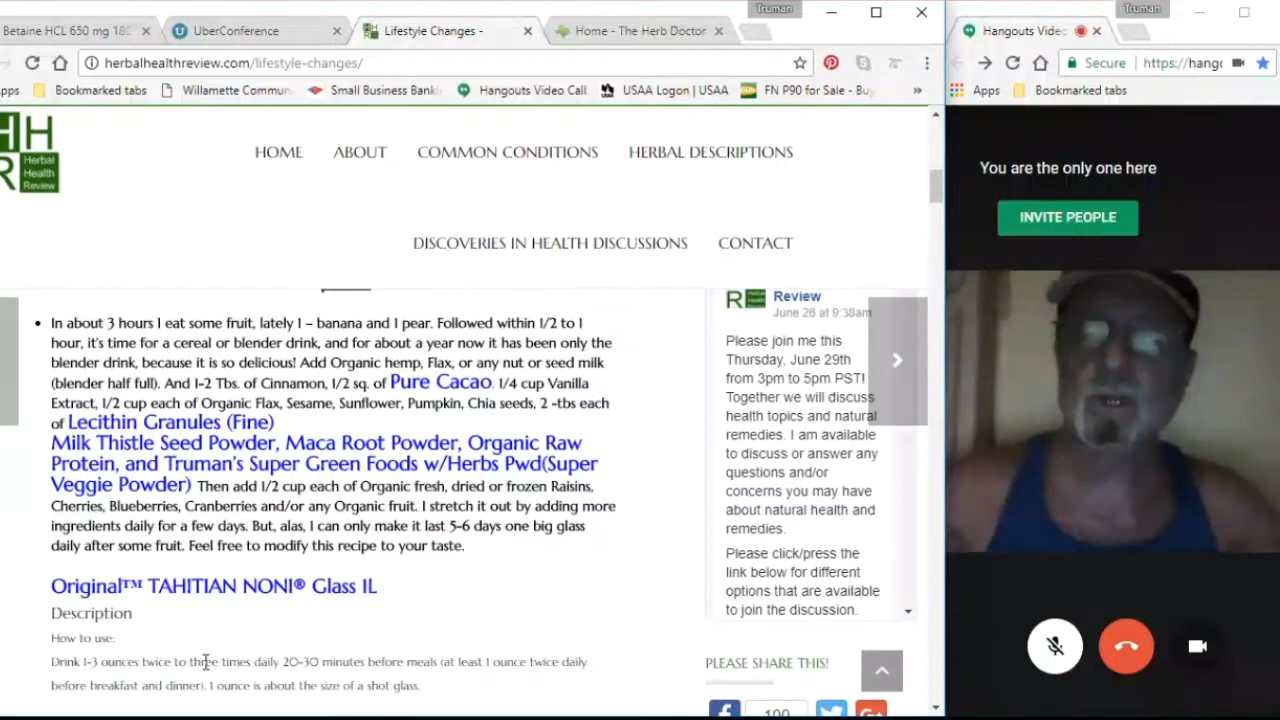 Truman
Truman
Betaine HCL 650 mg 180
UberConference
Lifestyle Changes -
Home - The Herb Doctor
Hangouts Video
herbalhealthreview.com/lifestyle-changes/
Secure
https://hango
Bookmarked tabs
Willamette Commun
Small Business Bank
Hangouts Video Call
USAA Logon | USAA
FN P90 for Sale - Buy
»
Apps
Bookmarked tabs
HH
R
Herbal
Health
Review
HOME
ABOUT
COMMON CONDITIONS
HERBAL DESCRIPTIONS
DISCOVERIES IN HEALTH DISCUSSIONS
CONTACT
You are the only one here
INVITE PEOPLE
• In about 3 hours I eat some fruit, lately 1 – banana and 1 pear. Followed within 1/2 to 1
hour, it's time for a cereal or blender drink, and for about a year now it has been only the
blender drink, because it is so delicious! Add Organic hemp, Flax, or any nut or seed milk
(blender half full). And 1-2 Tbs. of Cinnamon, 1/2 sq. of Pure Cacao, 1/4 cup Vanilla
Extract, 1/2 cup each of Organic Flax, Sesame, Sunflower, Pumpkin, Chia seeds, 2 -tbs each
of Lecithin Granules (Fine)
Milk Thistle Seed Powder, Maca Root Powder, Organic Raw
Protein, and Truman's Super Green Foods w/Herbs Pwd(Super
Veggie Powder) Then add 1/2 cup each of Organic fresh, dried or frozen Raisins,
Cherries, Blueberries, Cranberries and/or any Organic fruit. I stretch it out by adding more
ingredients daily for a few days. But, alas, I can only make it last 5-6 days one big glass
daily after some fruit. Feel free to modify this recipe to your taste.
Original™ TAHITIAN NONI® Glass 1L
Description
How to use:
Drink 1-3 ounces twice to three times daily 20-30 minutes before meals (at least 1 ounce twice daily
before breakfast and dinner). 1 ounce is about the size of a shot glass.
R
Review
June 26 at 9:38am
Please join me this
Thursday, June 29th
from 3pm to 5pm PST!
Together we will discuss
health topics and natural
remedies. I am available
to discuss or answer any
questions and/or
concerns you may have
about natural health and
remedies.
Please click/press the
link below for different
options that are available
to join the discussion.
PLEASE SHARE THIS!
100